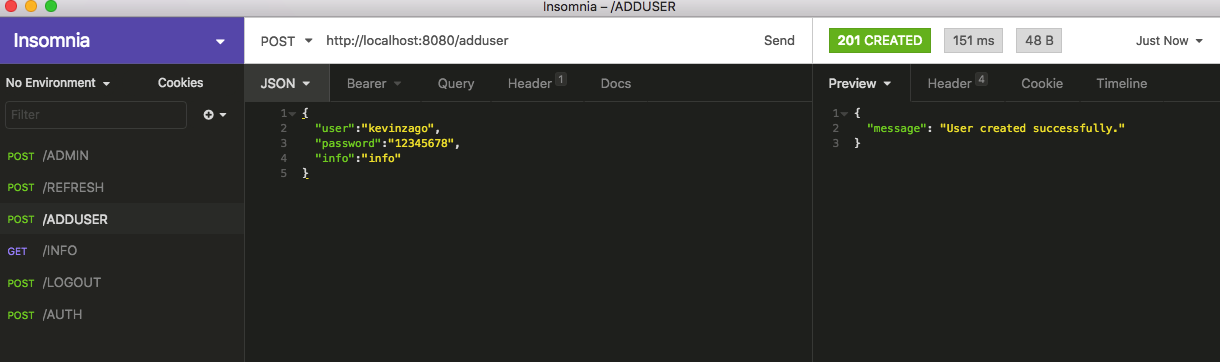 Insomnia – /ADDUSER
Insomnia
POST http://localhost:8080/adduser Send
201 CREATED 151 ms 48 B Just Now
No Environment Cookies
JSON Bearer Query Header 1 Docs
Preview Header 4 Cookie Timeline
Filter
POST /ADMIN
POST /REFRESH
POST /ADDUSER
GET /INFO
POST /LOGOUT
POST /AUTH
1 {
2 "user":"kevinzago",
3 "password":"12345678",
4 "info":"info"
5 }
1 {
2 "message": "User created successfully."
3 }